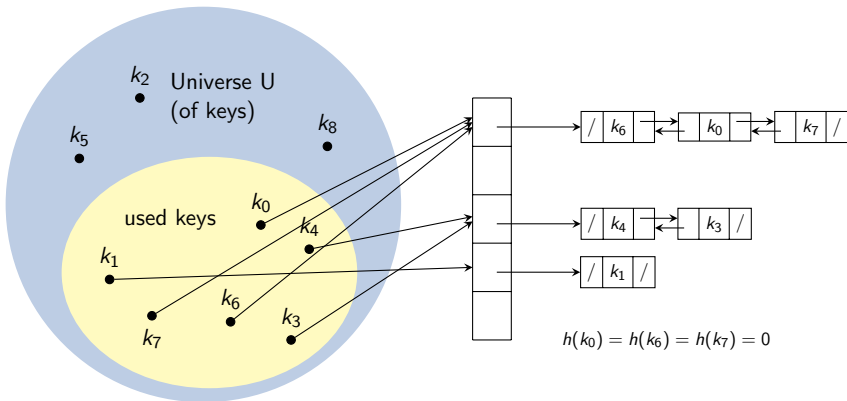 Universe U
(of keys)
k₂
k₅
k₈
used keys
k₀
k₄
k₁
k₇
k₆
k₃
/ k₆ k₀ k₇ /
/ k₄ k₃ /
/ k₁ /
h(k₀) = h(k₆) = h(k₇) = 0